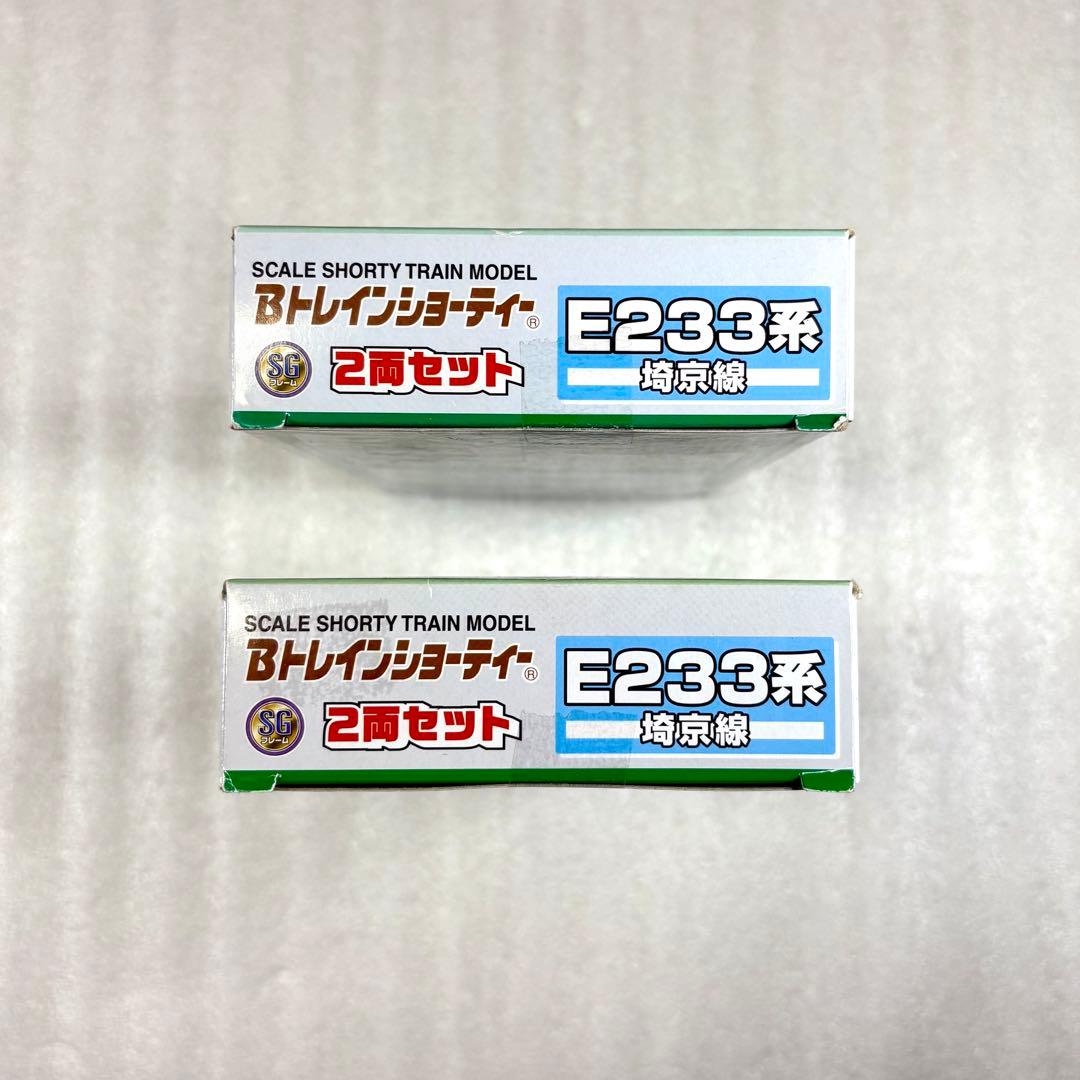 SCALE SHORTY TRAIN MODEL
Bトレインショーティー®
SG
フレーム
2両セット
E233系
埼京線
SCALE SHORTY TRAIN MODEL
Bトレインショーティー®
SG
フレーム
2両セット
E233系
埼京線